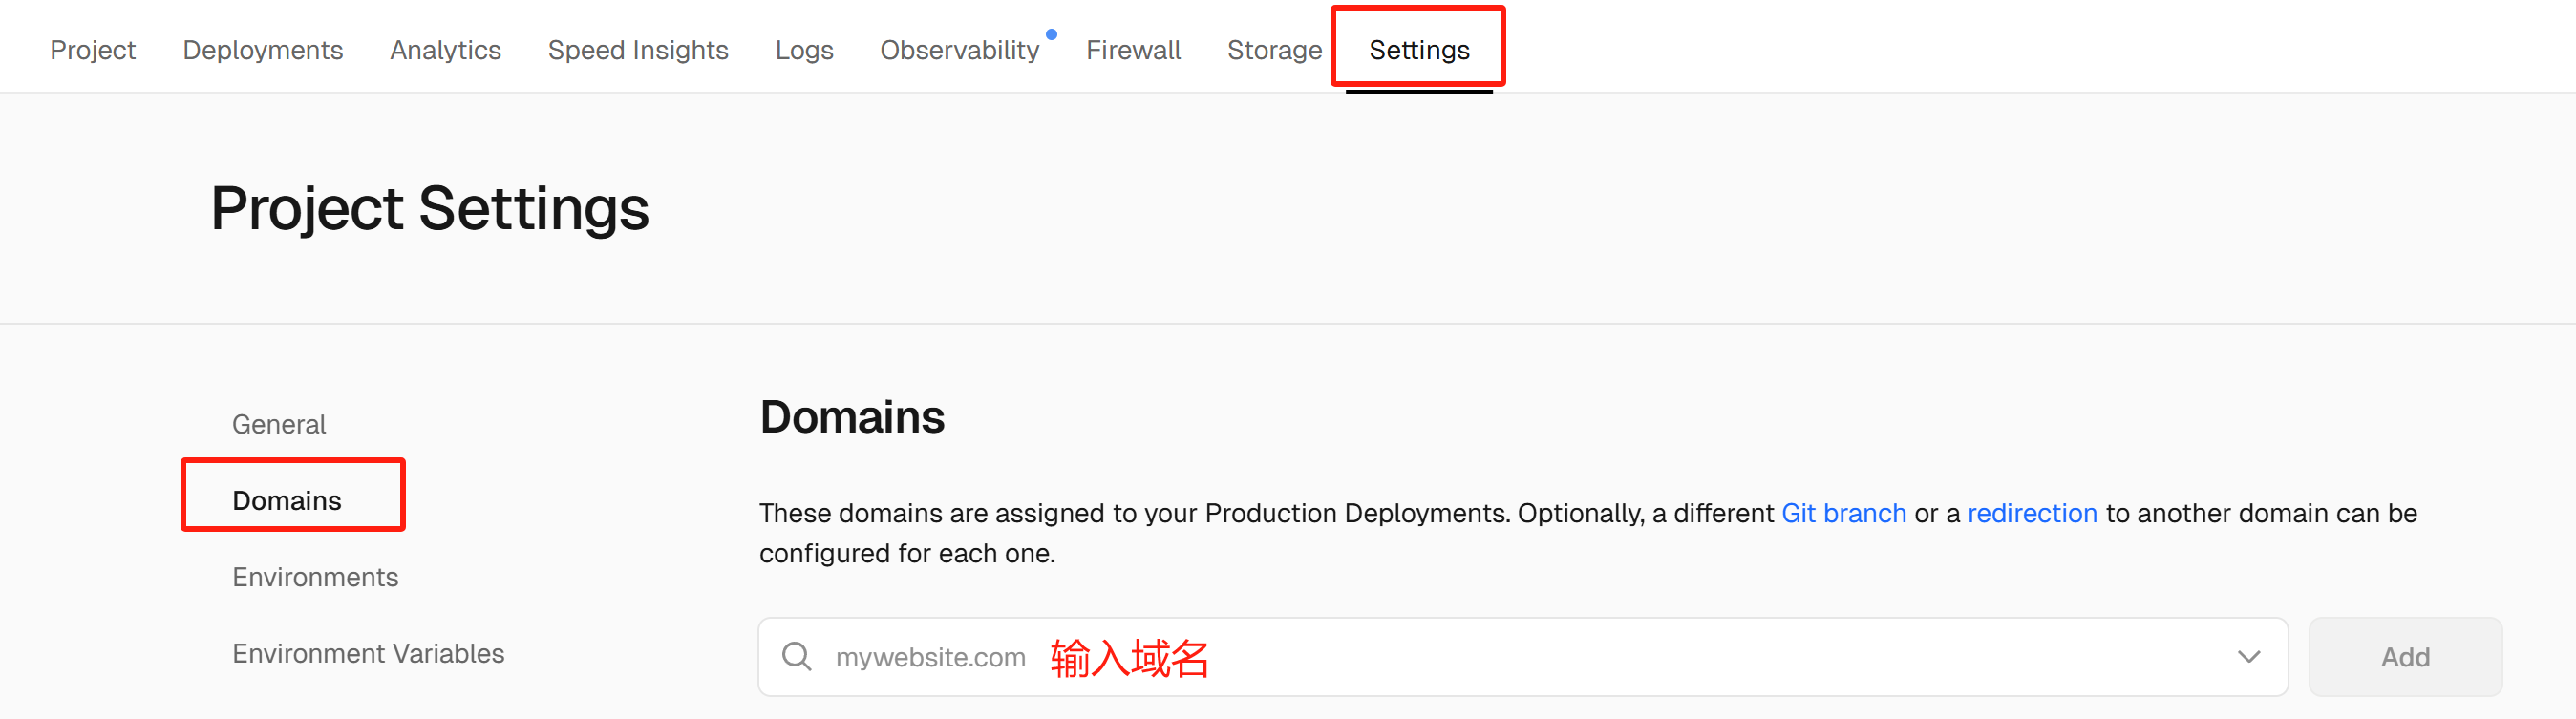 Project Deployments Analytics Speed Insights Logs Observability Firewall Storage Settings
Project Settings
General
Domains
Environments
Environment Variables
Domains
These domains are assigned to your Production Deployments. Optionally, a different Git branch or a redirection to another domain can be
configured for each one.
mywebsite.com 输入域名
Add